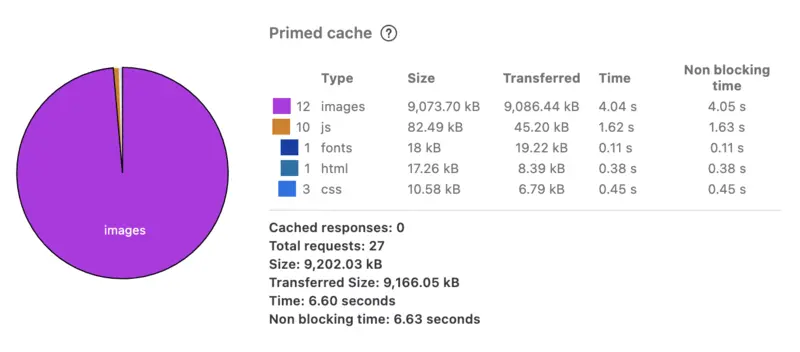 Primed cache ?
Type Size Transferred Time Non blocking time
12 images 9,073.70 kB 9,086.44 kB 4.04 s 4.05 s
10 js 82.49 kB 45.20 kB 1.62 s 1.63 s
1 fonts 18 kB 19.22 kB 0.11 s 0.11 s
1 html 17.26 kB 8.39 kB 0.38 s 0.38 s
3 css 10.58 kB 6.79 kB 0.45 s 0.45 s
images
Cached responses: 0
Total requests: 27
Size: 9,202.03 kB
Transferred Size: 9,166.05 kB
Time: 6.60 seconds
Non blocking time: 6.63 seconds